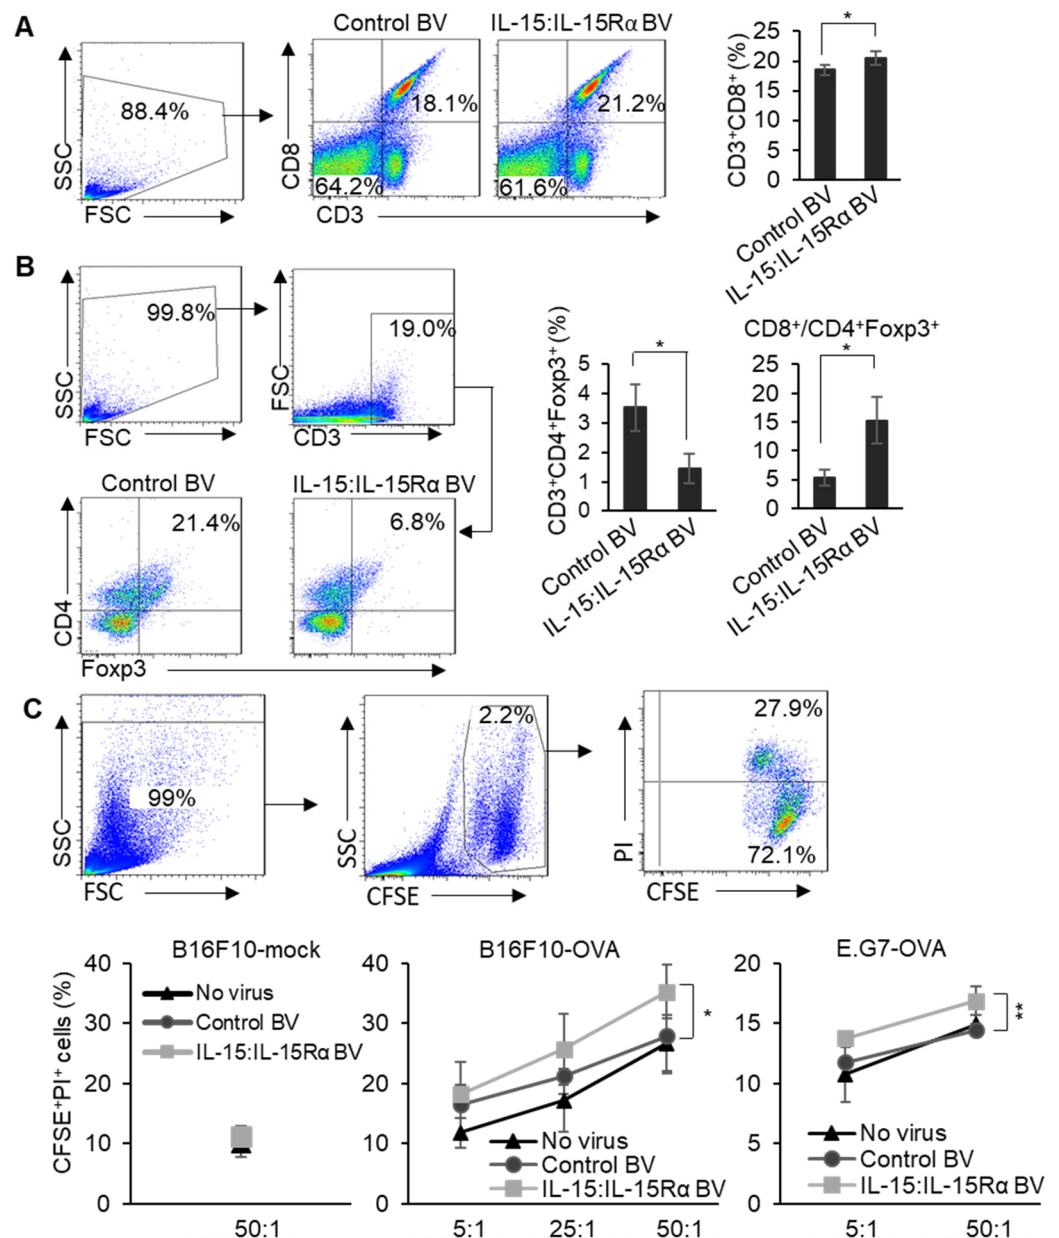 A
Control BV
IL-15:IL-15Rα BV
88.4%
SSC
FSC
18.1%
64.2%
CD8
CD3
21.2%
61.6%
*
CD3⁺CD8⁺ (%)
25
20
15
10
5
0
Control BV
IL-15:IL-15Rα BV
B
99.8%
SSC
FSC
19.0%
FSC
CD3
Control BV
IL-15:IL-15Rα BV
21.4%
6.8%
CD4
Foxp3
*
CD3⁺CD4⁺Foxp3⁺ (%)
5
4
3
2
1
0
Control BV
IL-15:IL-15Rα BV
CD8⁺/CD4⁺Foxp3⁺
*
25
20
15
10
5
0
Control BV
IL-15:IL-15Rα BV
C
99%
SSC
FSC
2.2%
SSC
CFSE
27.9%
72.1%
PI
CFSE
B16F10-mock
CFSE⁺PI⁺ cells (%)
40
30
20
10
0
No virus
Control BV
IL-15:IL-15Rα BV
50:1
B16F10-OVA
40
30
20
10
0
*
No virus
Control BV
IL-15:IL-15Rα BV
5:1
25:1
50:1
E.G7-OVA
20
15
10
5
0
**
No virus
Control BV
IL-15:IL-15Rα BV
5:1
50:1